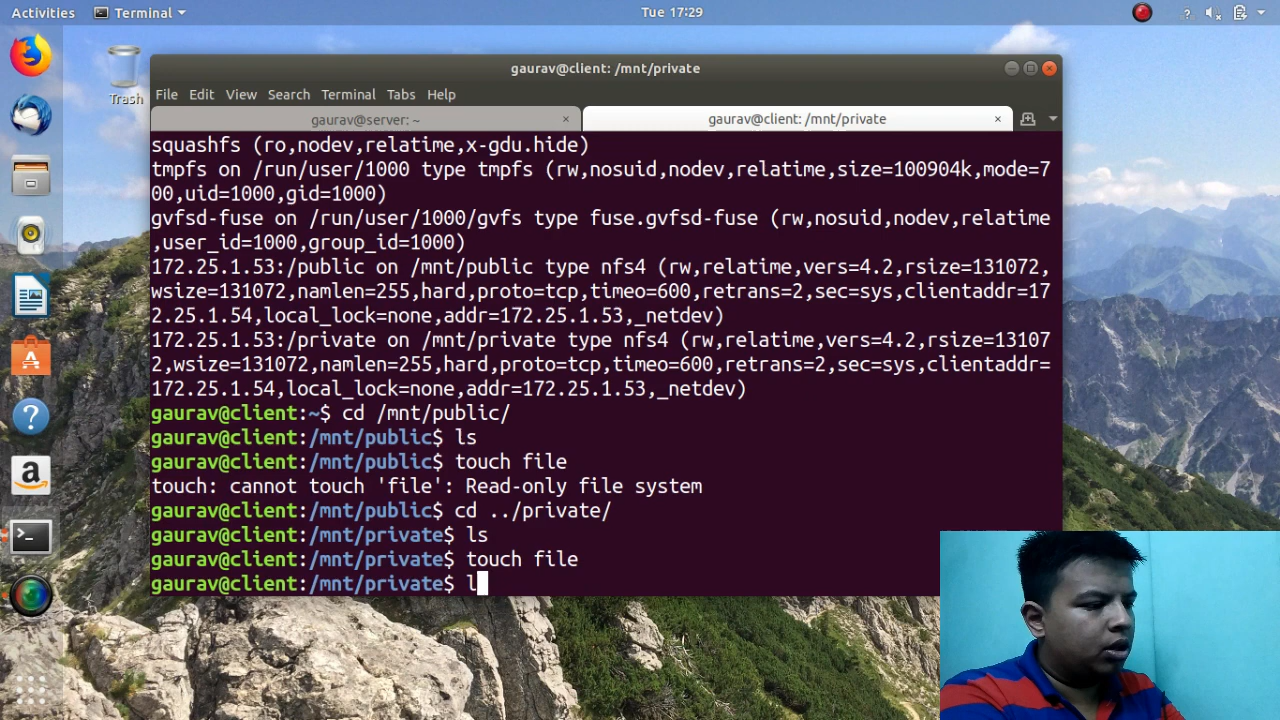 Activities Terminal Tue 17:29 ?
Trash
gaurav@client: /mnt/private
File Edit View Search Terminal Tabs Help
gaurav@server: ~ × gaurav@client: /mnt/private ×
squashfs (ro,nodev,relatime,x-gdu.hide)
tmpfs on /run/user/1000 type tmpfs (rw,nosuid,nodev,relatime,size=100904k,mode=7
00,uid=1000,gid=1000)
gvfsd-fuse on /run/user/1000/gvfs type fuse.gvfsd-fuse (rw,nosuid,nodev,relatime
,user_id=1000,group_id=1000)
172.25.1.53:/public on /mnt/public type nfs4 (rw,relatime,vers=4.2,rsize=131072,
wsize=131072,namlen=255,hard,proto=tcp,timeo=600,retrans=2,sec=sys,clientaddr=17
2.25.1.54,local_lock=none,addr=172.25.1.53,_netdev)
172.25.1.53:/private on /mnt/private type nfs4 (rw,relatime,vers=4.2,rsize=13107
2,wsize=131072,namlen=255,hard,proto=tcp,timeo=600,retrans=2,sec=sys,clientaddr=
172.25.1.54,local_lock=none,addr=172.25.1.53,_netdev)
gaurav@client:~$ cd /mnt/public/
gaurav@client:/mnt/public$ ls
gaurav@client:/mnt/public$ touch file
touch: cannot touch 'file': Read-only file system
gaurav@client:/mnt/public$ cd ../private/
gaurav@client:/mnt/private$ ls
gaurav@client:/mnt/private$ touch file
gaurav@client:/mnt/private$ l